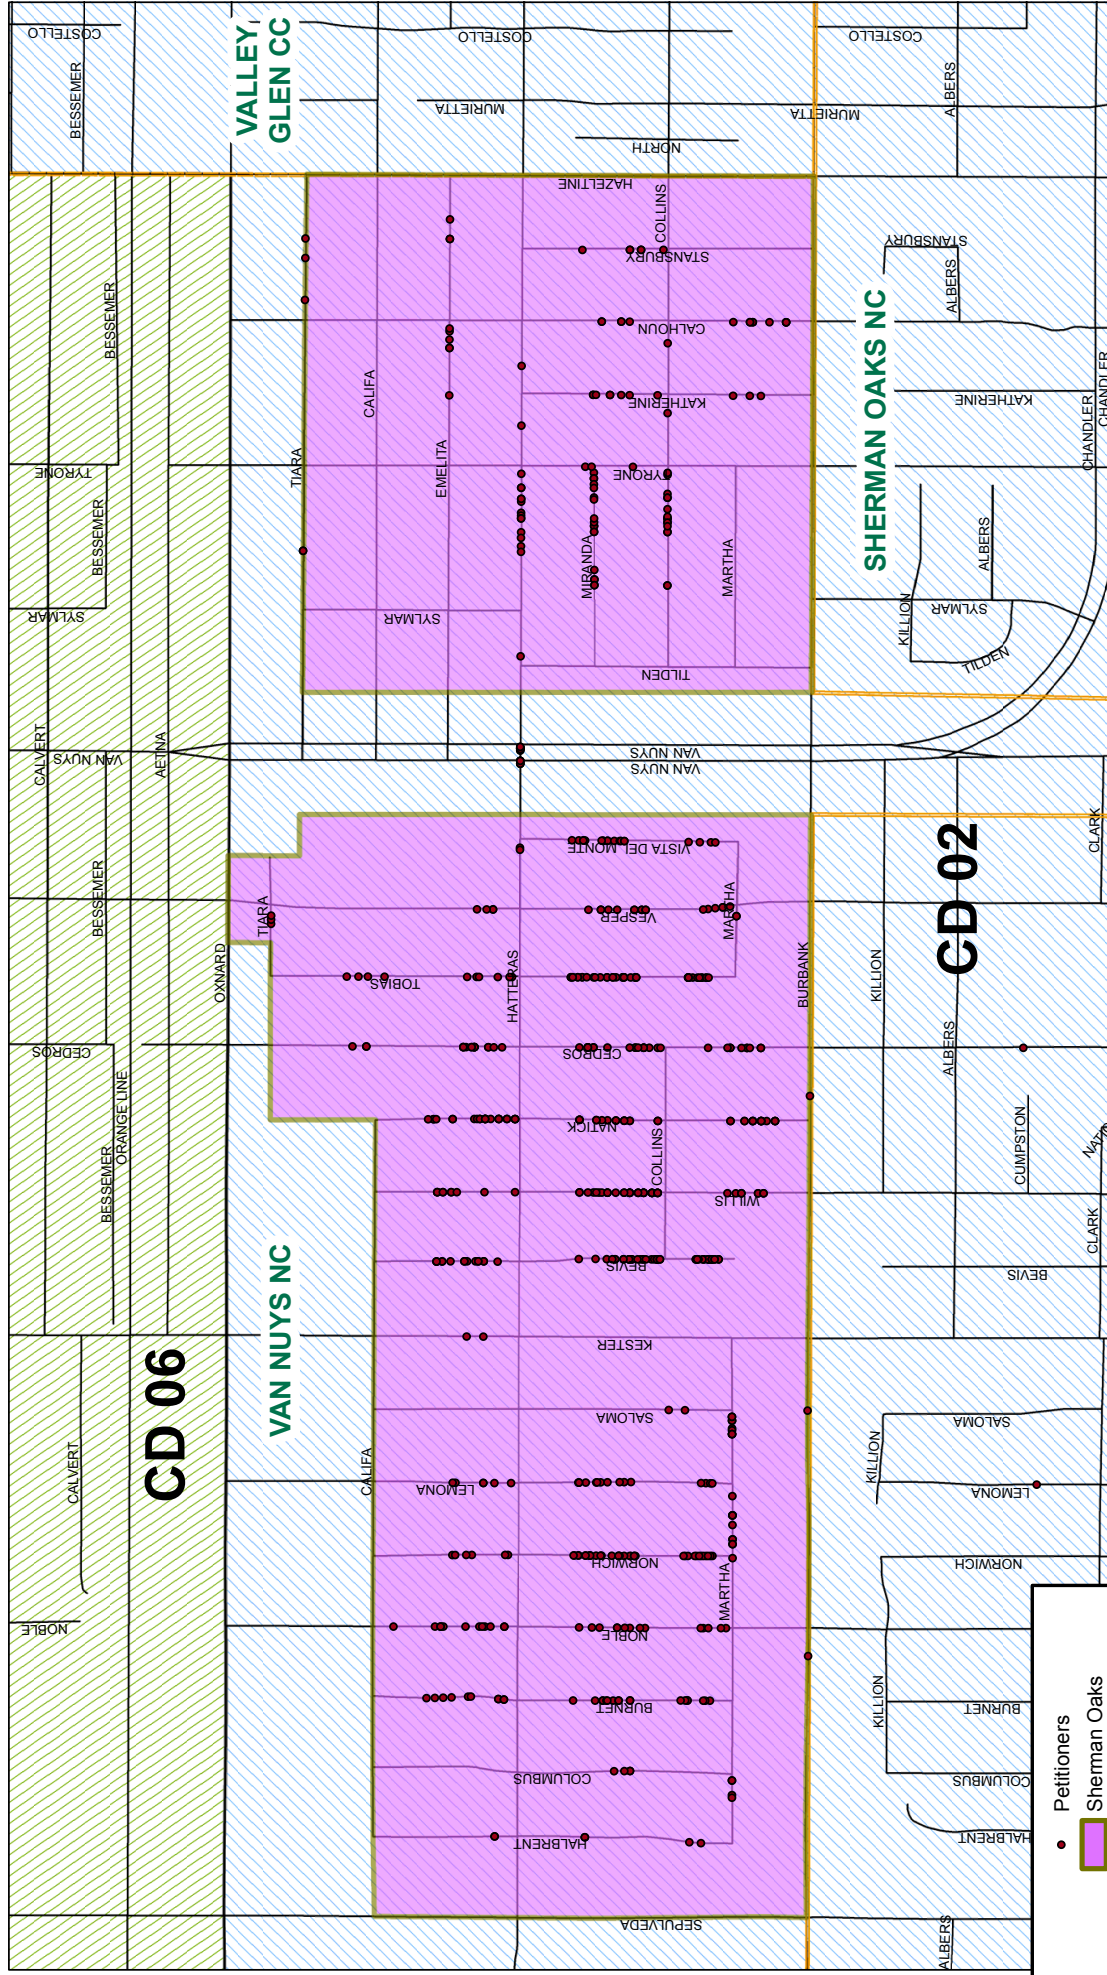 COSTELLO
BESSEMER
VALLEY
GLEN CC
COSTELLO
MURIETTA
NORTH
COSTELLO
ALBERS
MURIETTA
HAZELTINE
COLLINS
STANSBURY
STANSBURY
ALBERS
BESSEMER
CALHOUN
SHERMAN OAKS NC
CALIFA
KATHERINE
KATHERINE
CHANDLER
CHANDLER
TYRONE
TIARA
EMELITA
TYRONE
BESSEMER
MIRANDA
MARTHA
ALBERS
SYLMAR
SYLMAR
KILLION
SYLMAR
TILDEN
TILDEN
CALVERT
VAN NUYS
AETNA
VAN NUYS
VAN NUYS
CLARK
VISTA DEL MONTE
BESSEMER
TIARA
VESPER
MARTHA
CD 02
OXNARD
TOBIAS
HATTERAS
BURBANK
KILLION
CEDROS
CEDROS
ALBERS
ORANGE LINE
BESSEMER
NATICK
COLLINS
CUMPSTON
WILLIS
CLARK
VAN NUYS NC
BEVIS
BEVIS
KESTER
CD 06
SALOMA
SALOMA
CALVERT
CALIFA
LEMONA
KILLION
LEMONA
NORWICH
NORWICH
MARTHA
NOBLE
NOBLE
BURNET
KILLION
BURNET
COLUMBUS
COLUMBUS
HALBRENT
HALBRENT
SEPULVEDA
ALBERS
Petitioners
Sherman Oaks